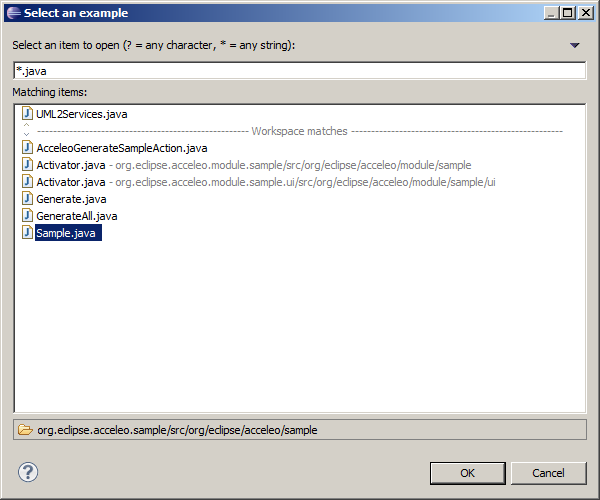 Select an example
Select an item to open (? = any character, * = any string):
*.java
Matching items:
UML2Services.java
Workspace matches
AcceleoGenerateSampleAction.java
Activator.java - org.eclipse.acceleo.module.sample/src/org/eclipse/acceleo/module/sample
Activator.java - org.eclipse.acceleo.module.sample.ui/src/org/eclipse/acceleo/module/sample/ui
Generate.java
GenerateAll.java
Sample.java
org.eclipse.acceleo.sample/src/org/eclipse/acceleo/sample
OK Cancel